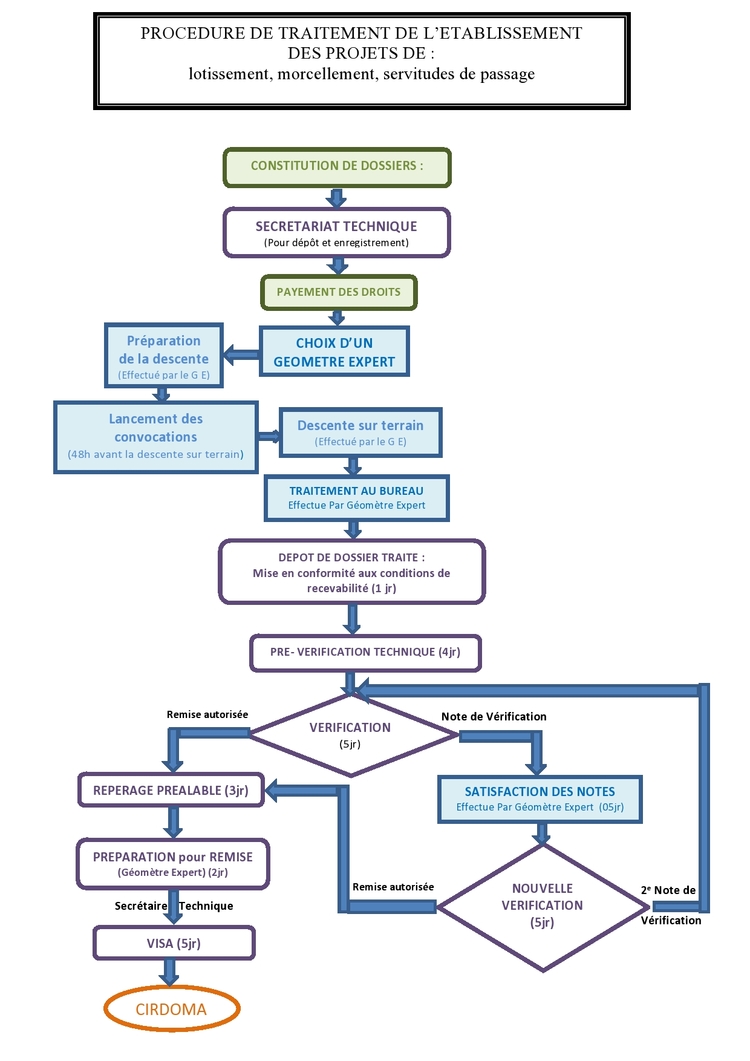 PROCEDURE DE TRAITEMENT DE L'ETABLISSEMENT
DES PROJETS DE :
lotissement, morcellement, servitudes de passage
CONSTITUTION DE DOSSIERS :
SECRETARIAT TECHNIQUE
(Pour dépôt et enregistrement)
PAYEMENT DES DROITS
CHOIX D'UN
GEOMETRE EXPERT
Préparation
de la descente
(Effectué par le G E)
Lancement des
convocations
(48h avant la descente sur terrain)
Descente sur terrain
(Effectué par le G E)
TRAITEMENT AU BUREAU
Effectue Par Géomètre Expert
DEPOT DE DOSSIER TRAITE :
Mise en conformité aux conditions de
recevabilité (1 jr)
PRE- VERIFICATION TECHNIQUE (4jr)
VERIFICATION
(5jr)
Remise autorisée
Note de Vérification
REPERAGE PREALABLE (3jr)
SATISFACTION DES NOTES
Effectue Par Géomètre Expert (05jr)
PREPARATION pour REMISE
(Géomètre Expert) (2jr)
NOUVELLE
VERIFICATION
(5jr)
Remise autorisée
2e Note de
Vérification
Secrétaire Technique
VISA (5jr)
CIRDOMA